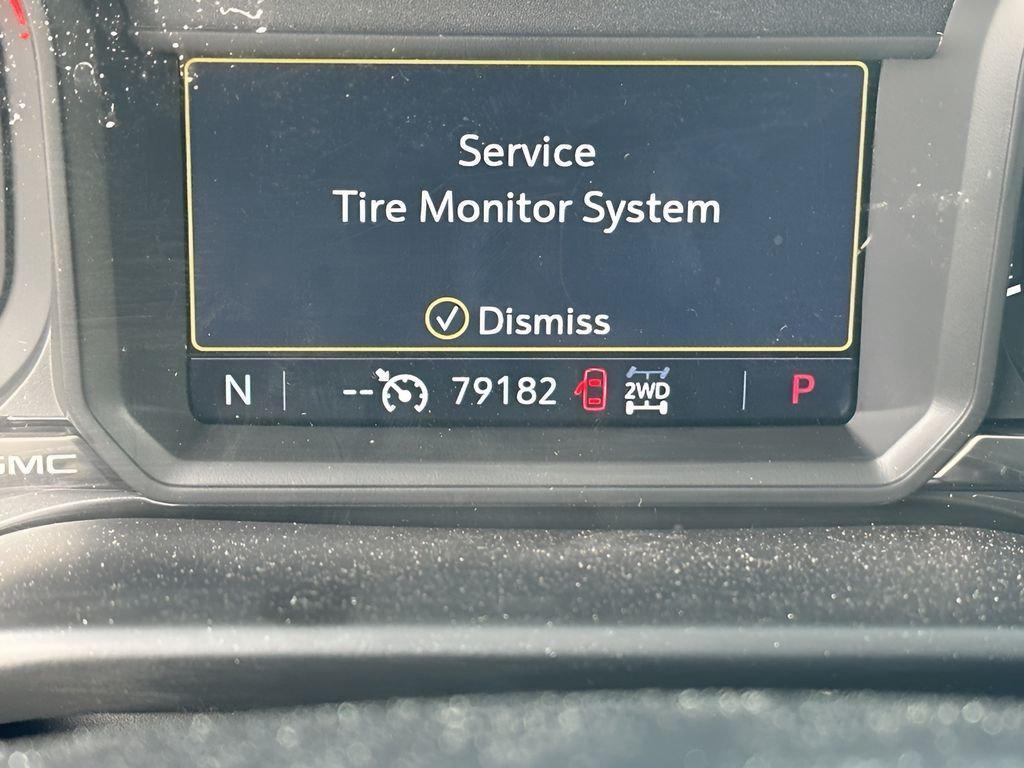 Service
Tire Monitor System
Dismiss
N -- 79182 2WD P
GMC